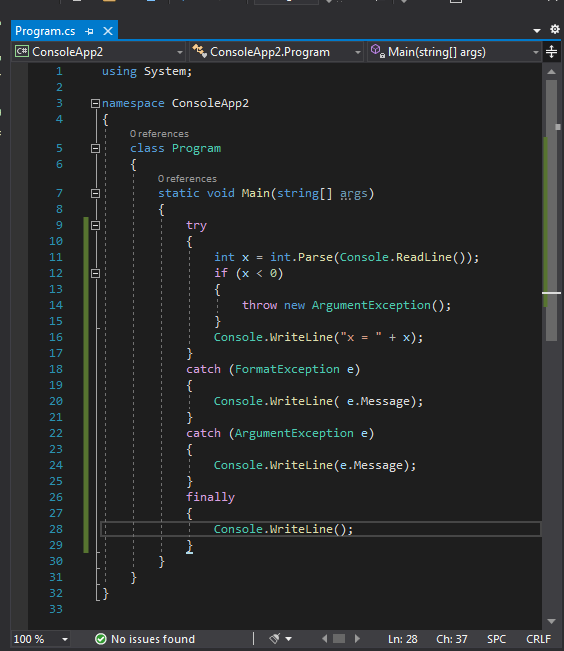 Program.cs
C# ConsoleApp2 ConsoleApp2.Program Main(string[] args)
1 using System;
2
3 namespace ConsoleApp2
4 {
0 references
5 class Program
6 {
0 references
7 static void Main(string[] args)
8 {
9 try
10 {
11 int x = int.Parse(Console.ReadLine());
12 if (x < 0)
13 {
14 throw new ArgumentException();
15 }
16 Console.WriteLine("x = " + x);
17 }
18 catch (FormatException e)
19 {
20 Console.WriteLine( e.Message);
21 }
22 catch (ArgumentException e)
23 {
24 Console.WriteLine(e.Message);
25 }
26 finally
27 {
28 Console.WriteLine();
29 }
30 }
31 }
32 }
33
100 % No issues found Ln: 28 Ch: 37 SPC CRLF